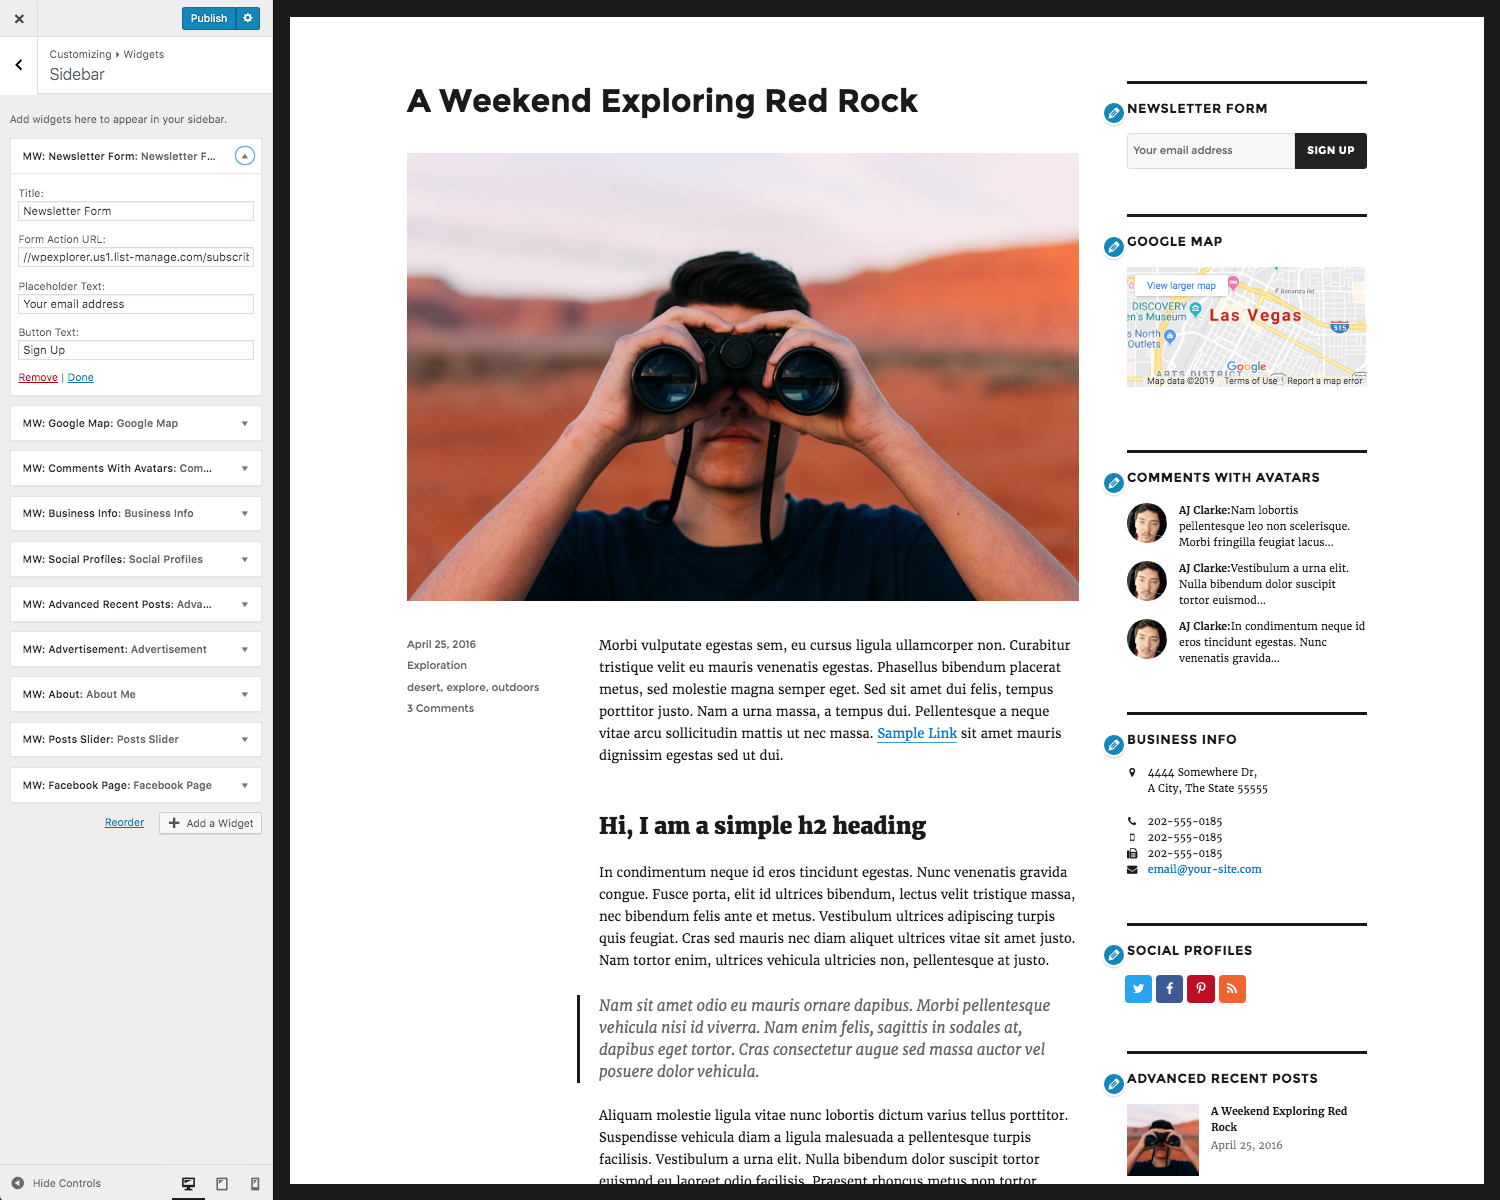 Publish
Customizing ▸ Widgets
Sidebar
Add widgets here to appear in your sidebar.
MW: Newsletter Form: Newsletter F...
Title:
Newsletter Form
Form Action URL:
//wpexplorer.us1.list-manage.com/subscrib
Placeholder Text:
Your email address
Button Text:
Sign Up
Remove | Done
MW: Google Map: Google Map
MW: Comments With Avatars: Com...
MW: Business Info: Business Info
MW: Social Profiles: Social Profiles
MW: Advanced Recent Posts: Adva...
MW: Advertisement: Advertisement
MW: About: About Me
MW: Posts Slider: Posts Slider
MW: Facebook Page: Facebook Page
Reorder
Add a Widget
Hide Controls
A Weekend Exploring Red Rock
April 25, 2016
Exploration
desert, explore, outdoors
3 Comments
Morbi vulputate egestas sem, eu cursus ligula ullamcorper non. Curabitur
tristique velit eu mauris venenatis egestas. Phasellus bibendum placerat
metus, sed molestie magna semper eget. Sed sit amet dui felis, tempus
porttitor justo. Nam a urna massa, a tempus dui. Pellentesque a neque
vitae arcu sollicitudin mattis ut nec massa. Sample Link sit amet mauris
dignissim egestas sed ut dui.
Hi, I am a simple h2 heading
In condimentum neque id eros tincidunt egestas. Nunc venenatis gravida
congue. Fusce porta, elit id ultrices bibendum, lectus velit tristique massa,
nec bibendum felis ante et metus. Vestibulum ultrices adipiscing turpis
quis feugiat. Cras sed mauris nec diam aliquet ultrices vitae sit amet justo.
Nam tortor enim, ultrices vehicula ultricies non, pellentesque at justo.
Nam sit amet odio eu mauris ornare dapibus. Morbi pellentesque
vehicula nisi id viverra. Nam enim felis, sagittis in sodales at,
dapibus eget tortor. Cras consectetur augue sed massa auctor vel
posuere dolor vehicula.
Aliquam molestie ligula vitae nunc lobortis dictum varius tellus porttitor.
Suspendisse vehicula diam a ligula malesuada a pellentesque turpis
facilisis. Vestibulum a urna elit. Nulla bibendum dolor suscipit tortor
euismod eu laoreet odio facilisis. Praesent rhoncus metus non tortor
NEWSLETTER FORM
Your email address
SIGN UP
GOOGLE MAP
View larger map
Bonanza Rd
DISCOVERY
en's Museum
Las Vegas
515
s North
Outlets
Google
ARTS DISTRICT
Map data ©2019 Terms of Use Report a map error
COMMENTS WITH AVATARS
AJ Clarke:Nam lobortis
pellentesque leo non scelerisque.
Morbi fringilla feugiat lacus...
AJ Clarke:Vestibulum a urna elit.
Nulla bibendum dolor suscipit
tortor euismod...
AJ Clarke:In condimentum neque id
eros tincidunt egestas. Nunc
venenatis gravida...
BUSINESS INFO
4444 Somewhere Dr,
A City, The State 55555
202-555-0185
202-555-0185
202-555-0185
email@your-site.com
SOCIAL PROFILES
ADVANCED RECENT POSTS
A Weekend Exploring Red
Rock
April 25, 2016